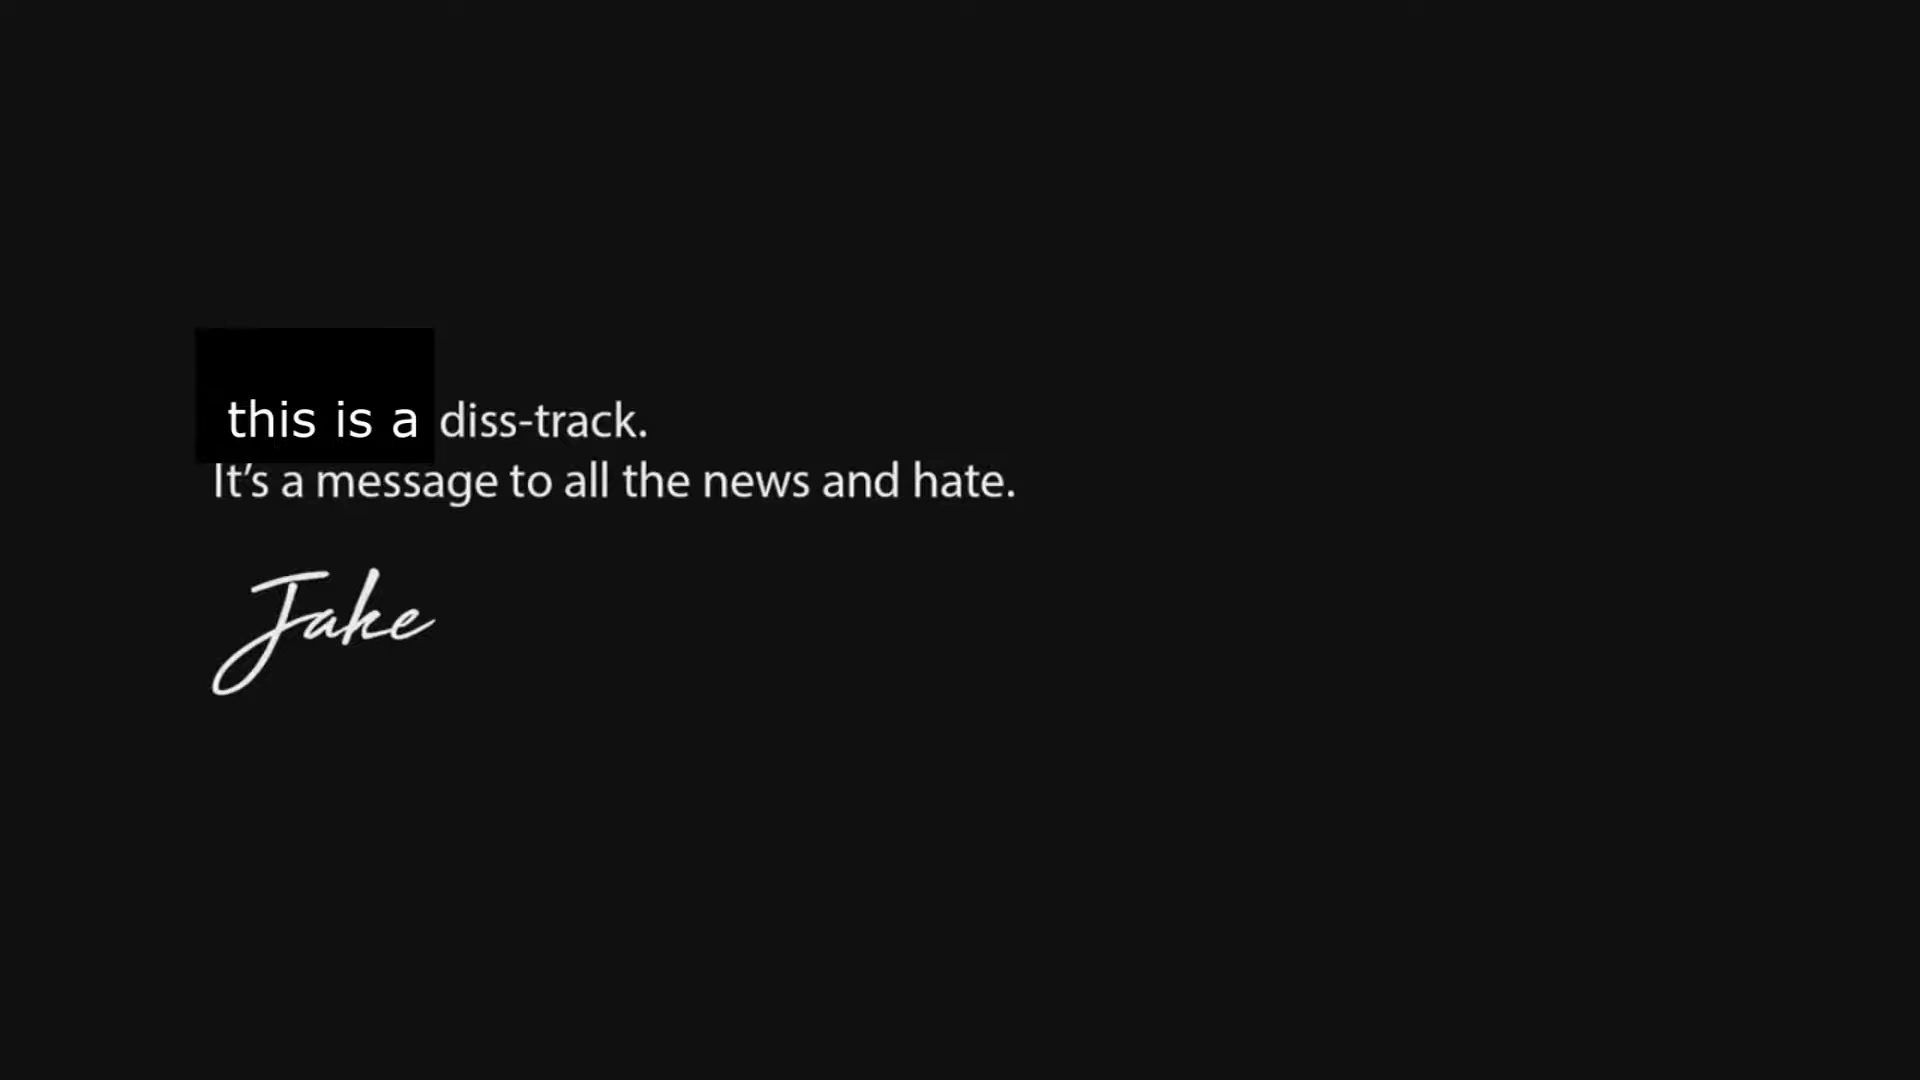 this is a diss-track.
It’s a message to all the news and hate.
Jake